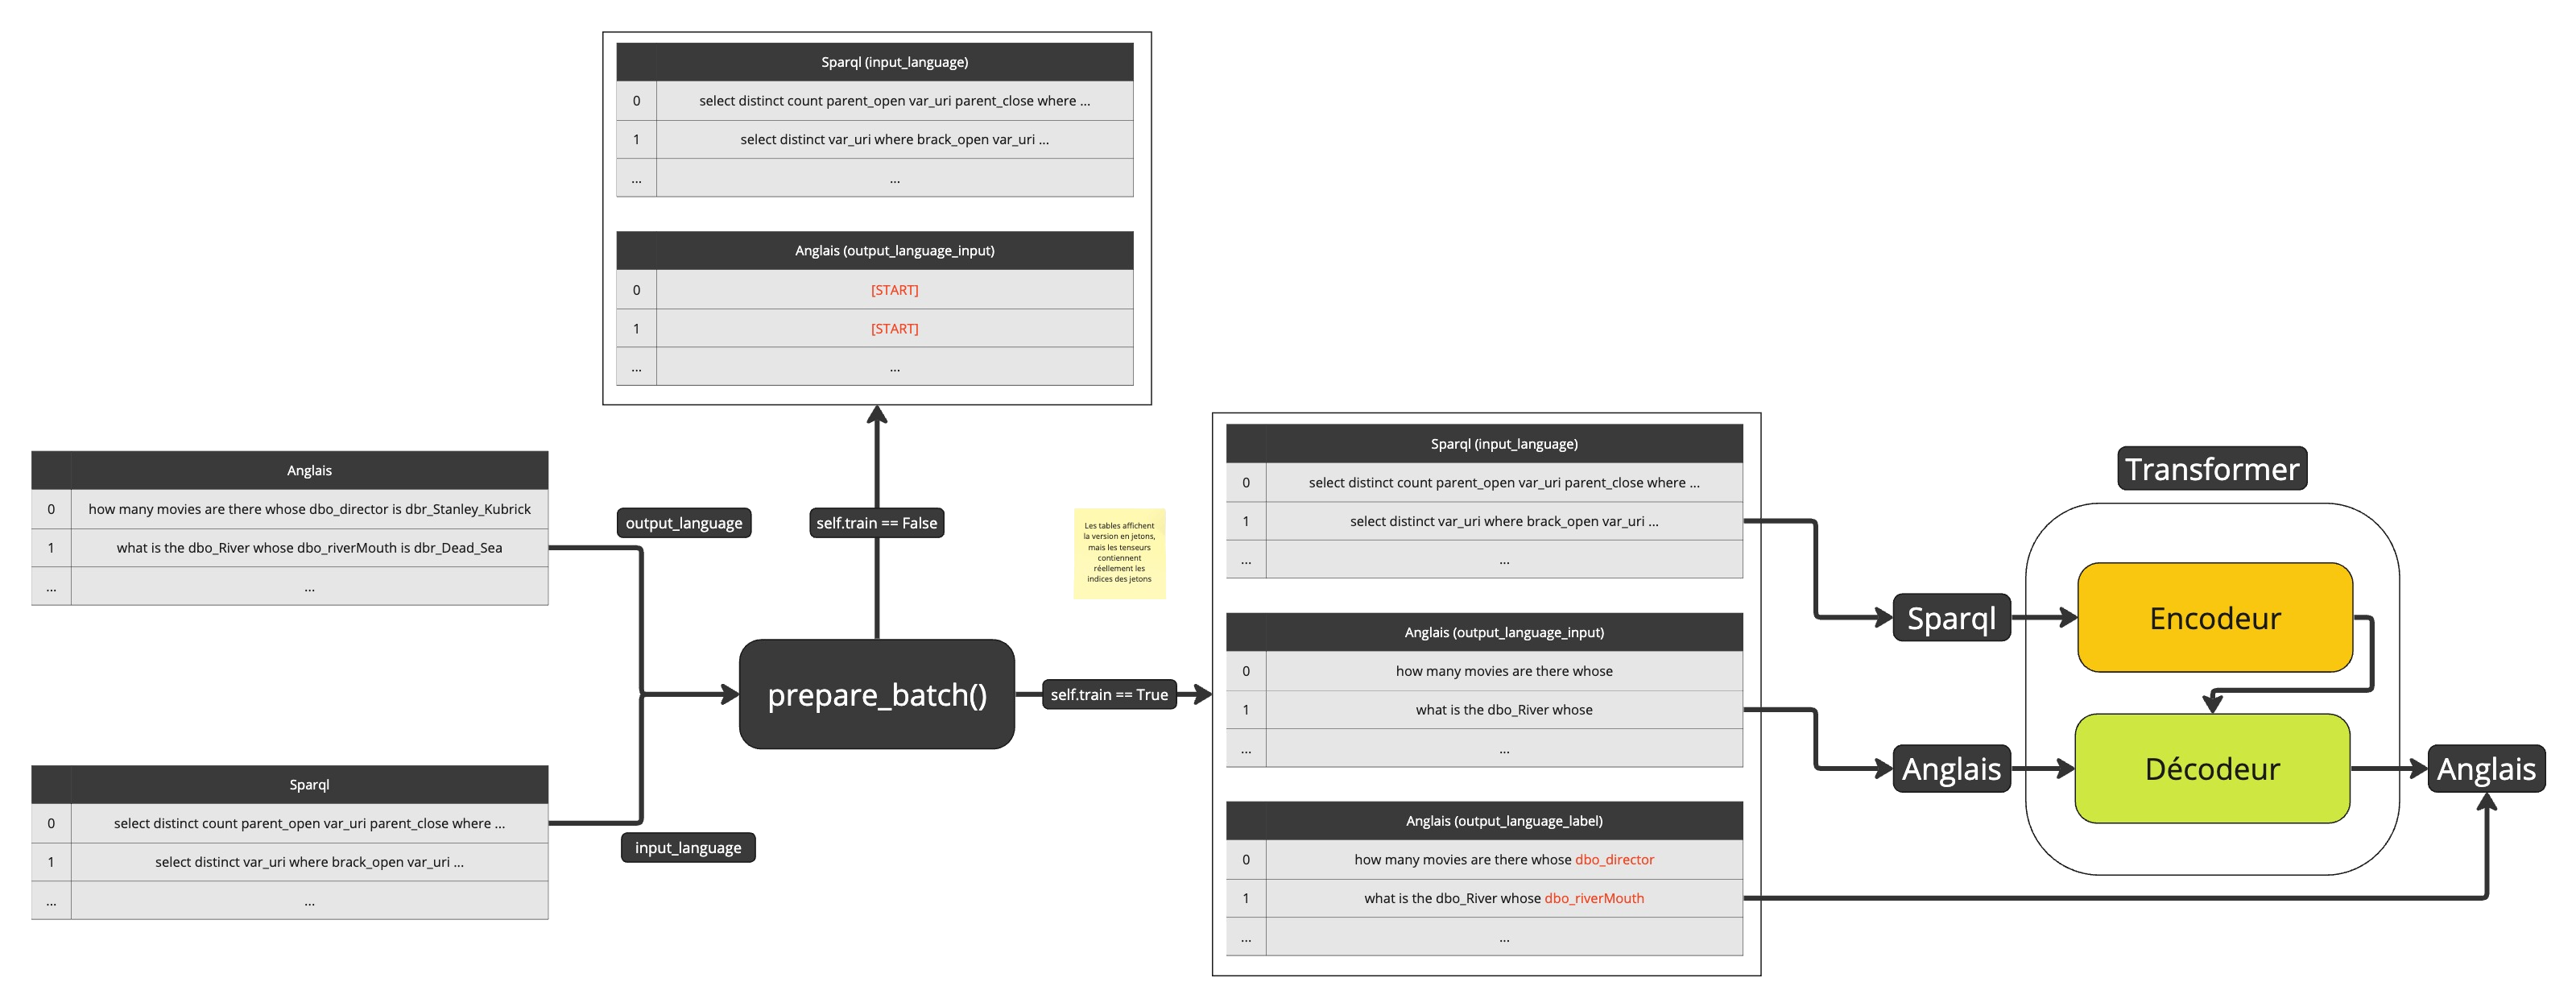 Sparql (input_language)
0 select distinct count parent_open var_uri parent_close where ...
1 select distinct var_uri where brack_open var_uri ...
... ...
Anglais (output_language_input)
0 [START]
1 [START]
... ...
Anglais
0 how many movies are there whose dbo_director is dbr_Stanley_Kubrick
1 what is the dbo_River whose dbo_riverMouth is dbr_Dead_Sea
... ...
output_language
self.train == False
Les tables affichent
la version en jetons,
mais les tenseurs
contiennent
réellement les
indices des jetons
prepare_batch()
self.train == True
Sparql
0 select distinct count parent_open var_uri parent_close where ...
1 select distinct var_uri where brack_open var_uri ...
... ...
input_language
Sparql (input_language)
0 select distinct count parent_open var_uri parent_close where ...
1 select distinct var_uri where brack_open var_uri ...
... ...
Anglais (output_language_input)
0 how many movies are there whose
1 what is the dbo_River whose
... ...
Anglais (output_language_label)
0 how many movies are there whose dbo_director
1 what is the dbo_River whose dbo_riverMouth
... ...
Transformer
Sparql
Encodeur
Anglais
Décodeur
Anglais